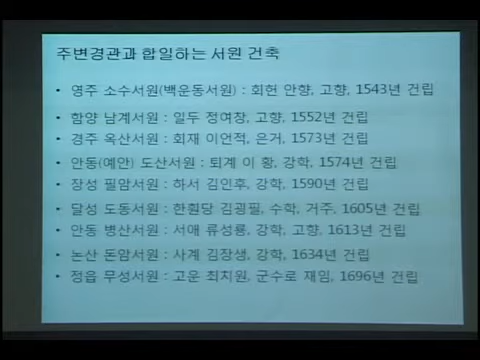 주변경관과 합일하는 서원 건축
• 영주 소수서원(백운동서원) : 회헌 안향, 고향, 1543년 건립
• 함양 남계서원 : 일두 정여창, 고향, 1552년 건립
• 경주 옥산서원 : 회재 이언적, 은거, 1573년 건립
• 안동(예안) 도산서원 : 퇴계 이 황, 강학, 1574년 건립
• 장성 필암서원 : 하서 김인후, 강학, 1590년 건립
• 달성 도동서원 : 한훤당 김굉필, 수학, 거주, 1605년 건립
• 안동 병산서원 : 서애 류성룡, 강학, 고향, 1613년 건립
• 논산 돈암서원 : 사계 김장생, 강학, 1634년 건립
• 정읍 무성서원 : 고운 최치원, 군수로 재임, 1696년 건립